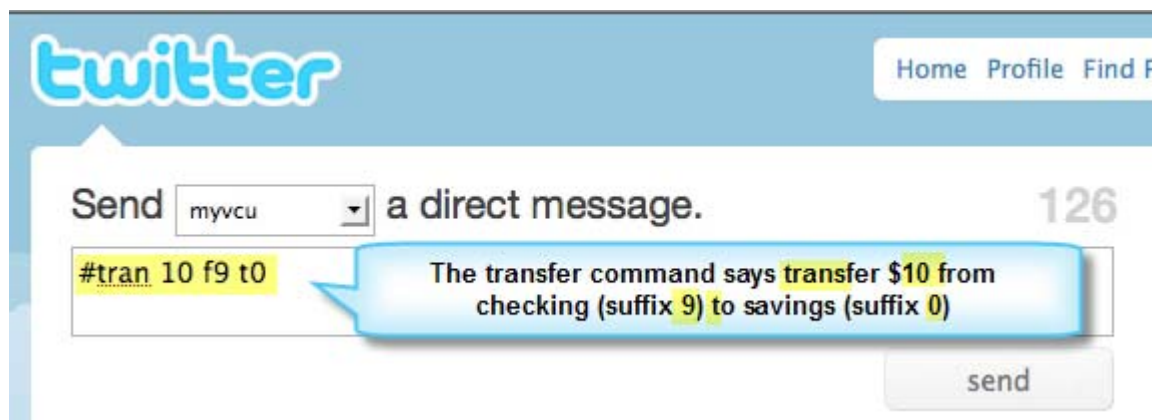 twitter
Home Profile Find
Send myvcu a direct message.
126
#tran 10 f9 t0
The transfer command says transfer $10 from
checking (suffix 9) to savings (suffix 0)
send